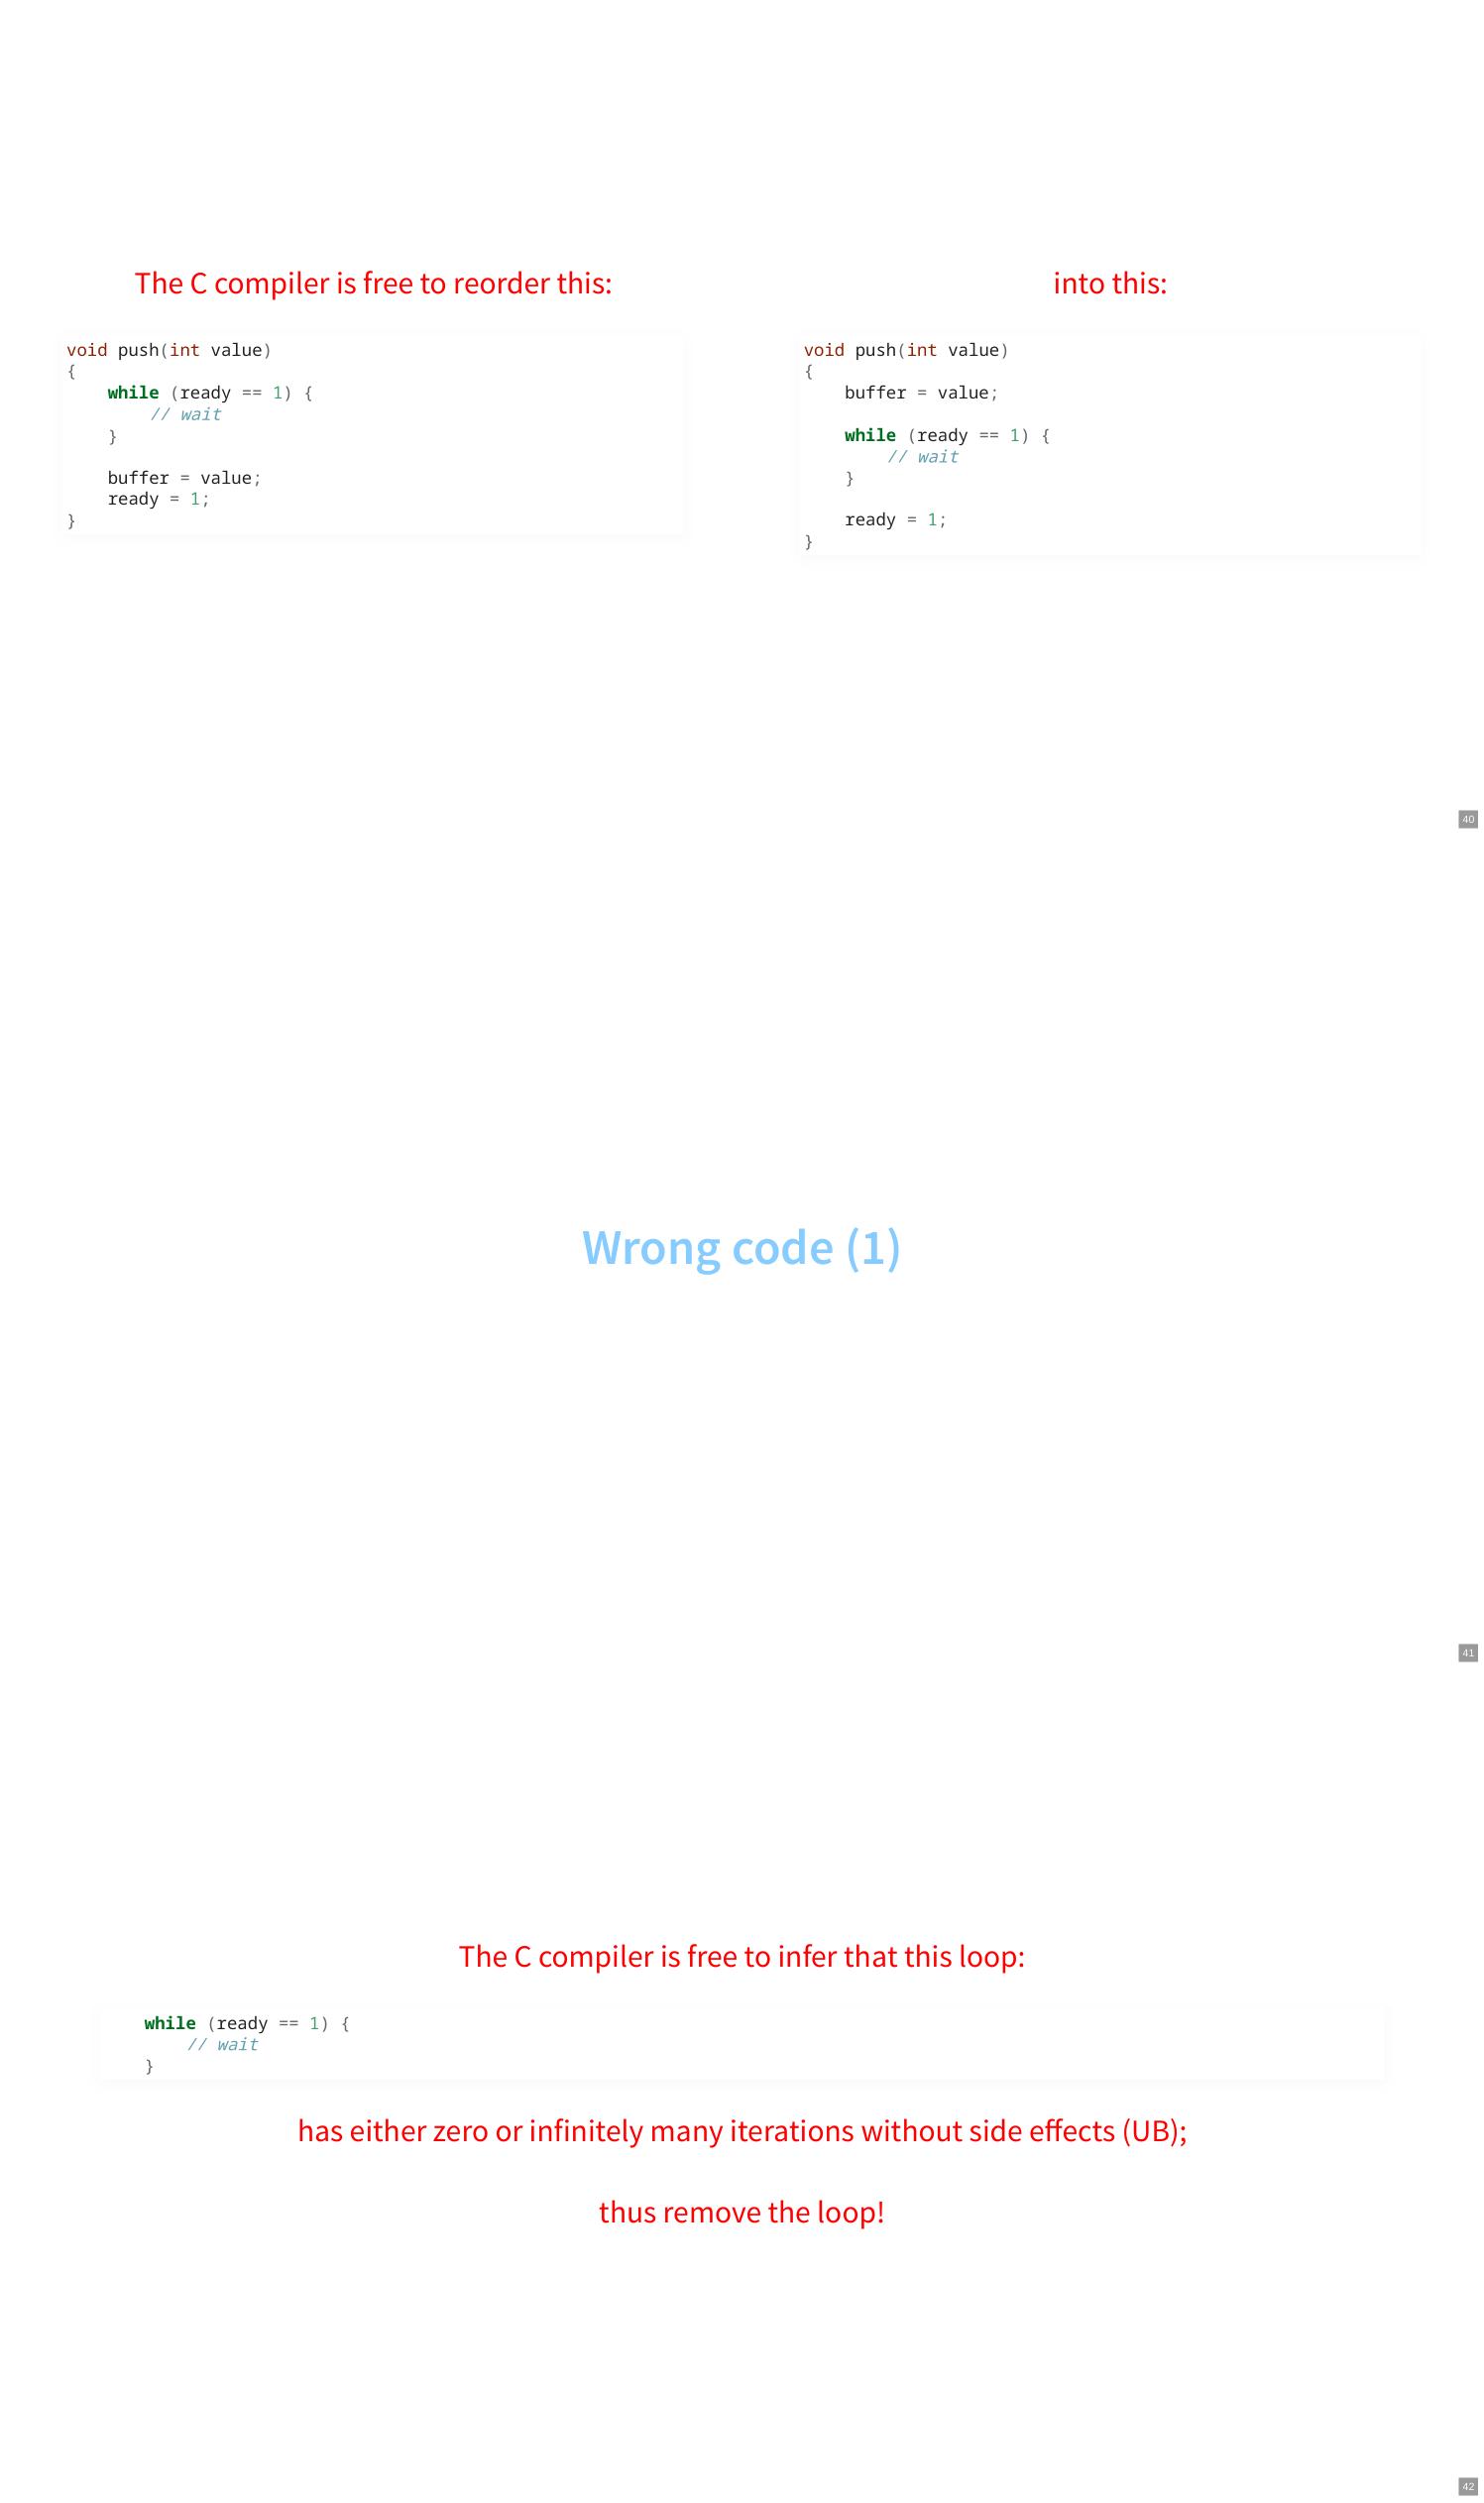 The C compiler is free to reorder this:
void push(int value)
{
    while (ready == 1) {
        // wait
    }

    buffer = value;
    ready = 1;
}
into this:
void push(int value)
{
    buffer = value;

    while (ready == 1) {
        // wait
    }

    ready = 1;
}
40
Wrong code (1)
41
The C compiler is free to infer that this loop:
    while (ready == 1) {
        // wait
    }
has either zero or infinitely many iterations without side effects (UB);
thus remove the loop!
42